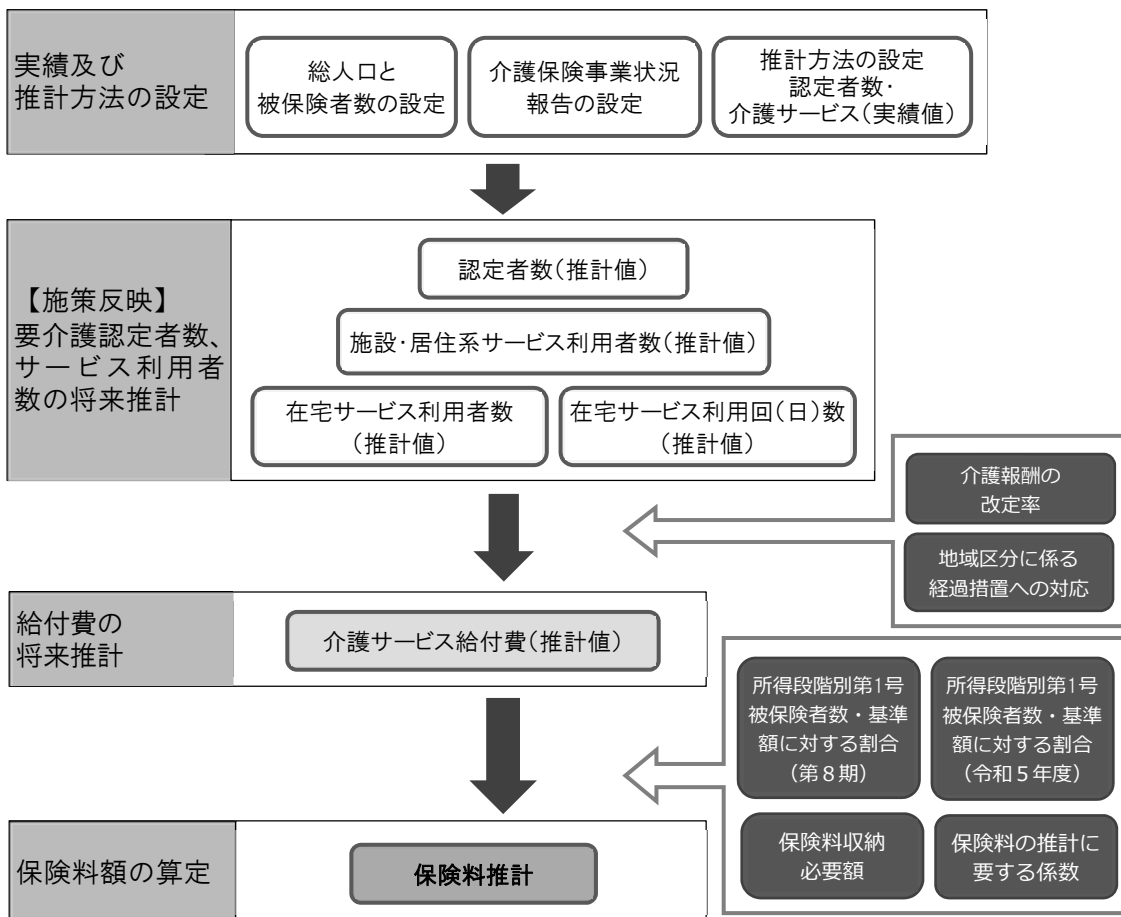 実績及び
推計方法の設定
総人口と
被保険者数の設定
介護保険事業状況
報告の設定
推計方法の設定
認定者数・
介護サービス(実績値)
【施策反映】
要介護認定者数、
サービス利用者
数の将来推計
認定者数(推計値)
施設・居住系サービス利用者数(推計値)
在宅サービス利用者数
(推計値)
在宅サービス利用回(日)数
(推計値)
介護報酬の
改定率
地域区分に係る
経過措置への対応
給付費の
将来推計
介護サービス給付費(推計値)
所得段階別第1号
被保険者数・基準
額に対する割合
(第8期)
所得段階別第1号
被保険者数・基準
額に対する割合
(令和5年度)
保険料収納
必要額
保険料の推計に
要する係数
保険料額の算定
保険料推計